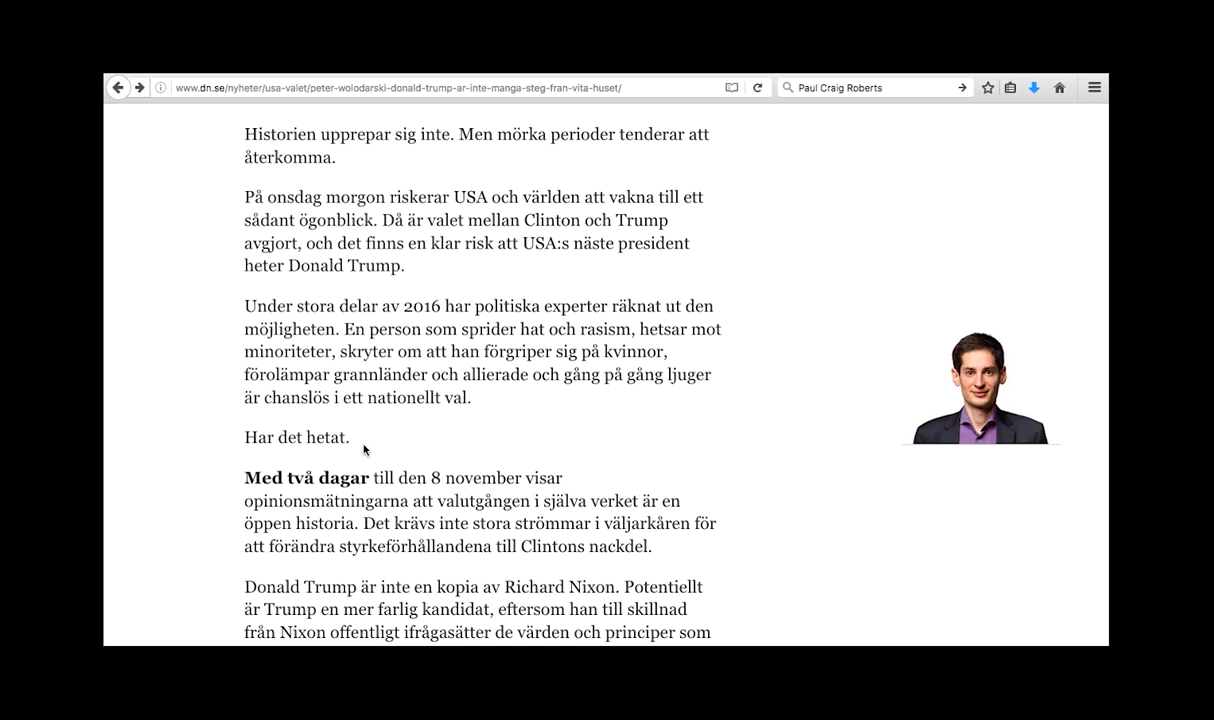 www.dn.se/nyheter/usa-valet/peter-wolodarski-donald-trump-ar-inte-manga-steg-fran-vita-huset/
Paul Craig Roberts
Historien upprepar sig inte. Men mörka perioder tenderar att
återkomma.
På onsdag morgon riskerar USA och världen att vakna till ett
sådant ögonblick. Då är valet mellan Clinton och Trump
avgjort, och det finns en klar risk att USA:s näste president
heter Donald Trump.
Under stora delar av 2016 har politiska experter räknat ut den
möjligheten. En person som sprider hat och rasism, hetsar mot
minoriteter, skryter om att han förgriper sig på kvinnor,
förolämpar grannländer och allierade och gång på gång ljuger
är chanslös i ett nationellt val.
Har det hetat.
Med två dagar till den 8 november visar
opinionsmätningarna att valutgången i själva verket är en
öppen historia. Det krävs inte stora strömmar i väljarkåren för
att förändra styrkeförhållandena till Clintons nackdel.
Donald Trump är inte en kopia av Richard Nixon. Potentiellt
är Trump en mer farlig kandidat, eftersom han till skillnad
från Nixon offentligt ifrågasätter de värden och principer som